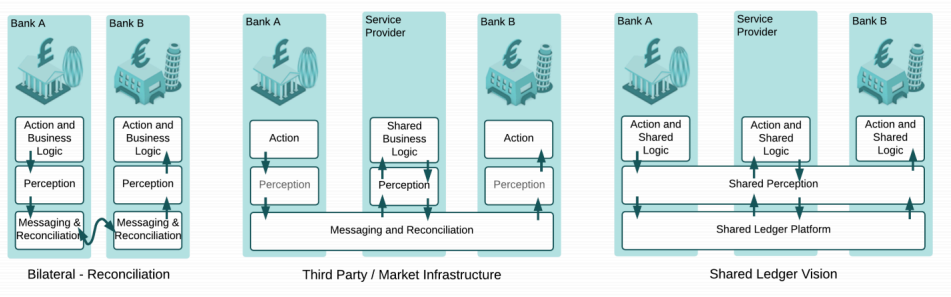 Bank A
Bank B
£
€
Action and
Business
Logic
Action and
Business
Logic
Perception
Perception
Messaging &
Reconciliation
Messaging &
Reconciliation
Bilateral - Reconciliation
Bank A
Service
Provider
Bank B
£
€
Action
Shared
Business
Logic
Action
Perception
Perception
Perception
Messaging and Reconciliation
Third Party / Market Infrastructure
Bank A
Service
Provider
Bank B
£
€
Action and
Shared
Logic
Action and
Shared
Logic
Action and
Shared
Logic
Shared Perception
Shared Ledger Platform
Shared Ledger Vision